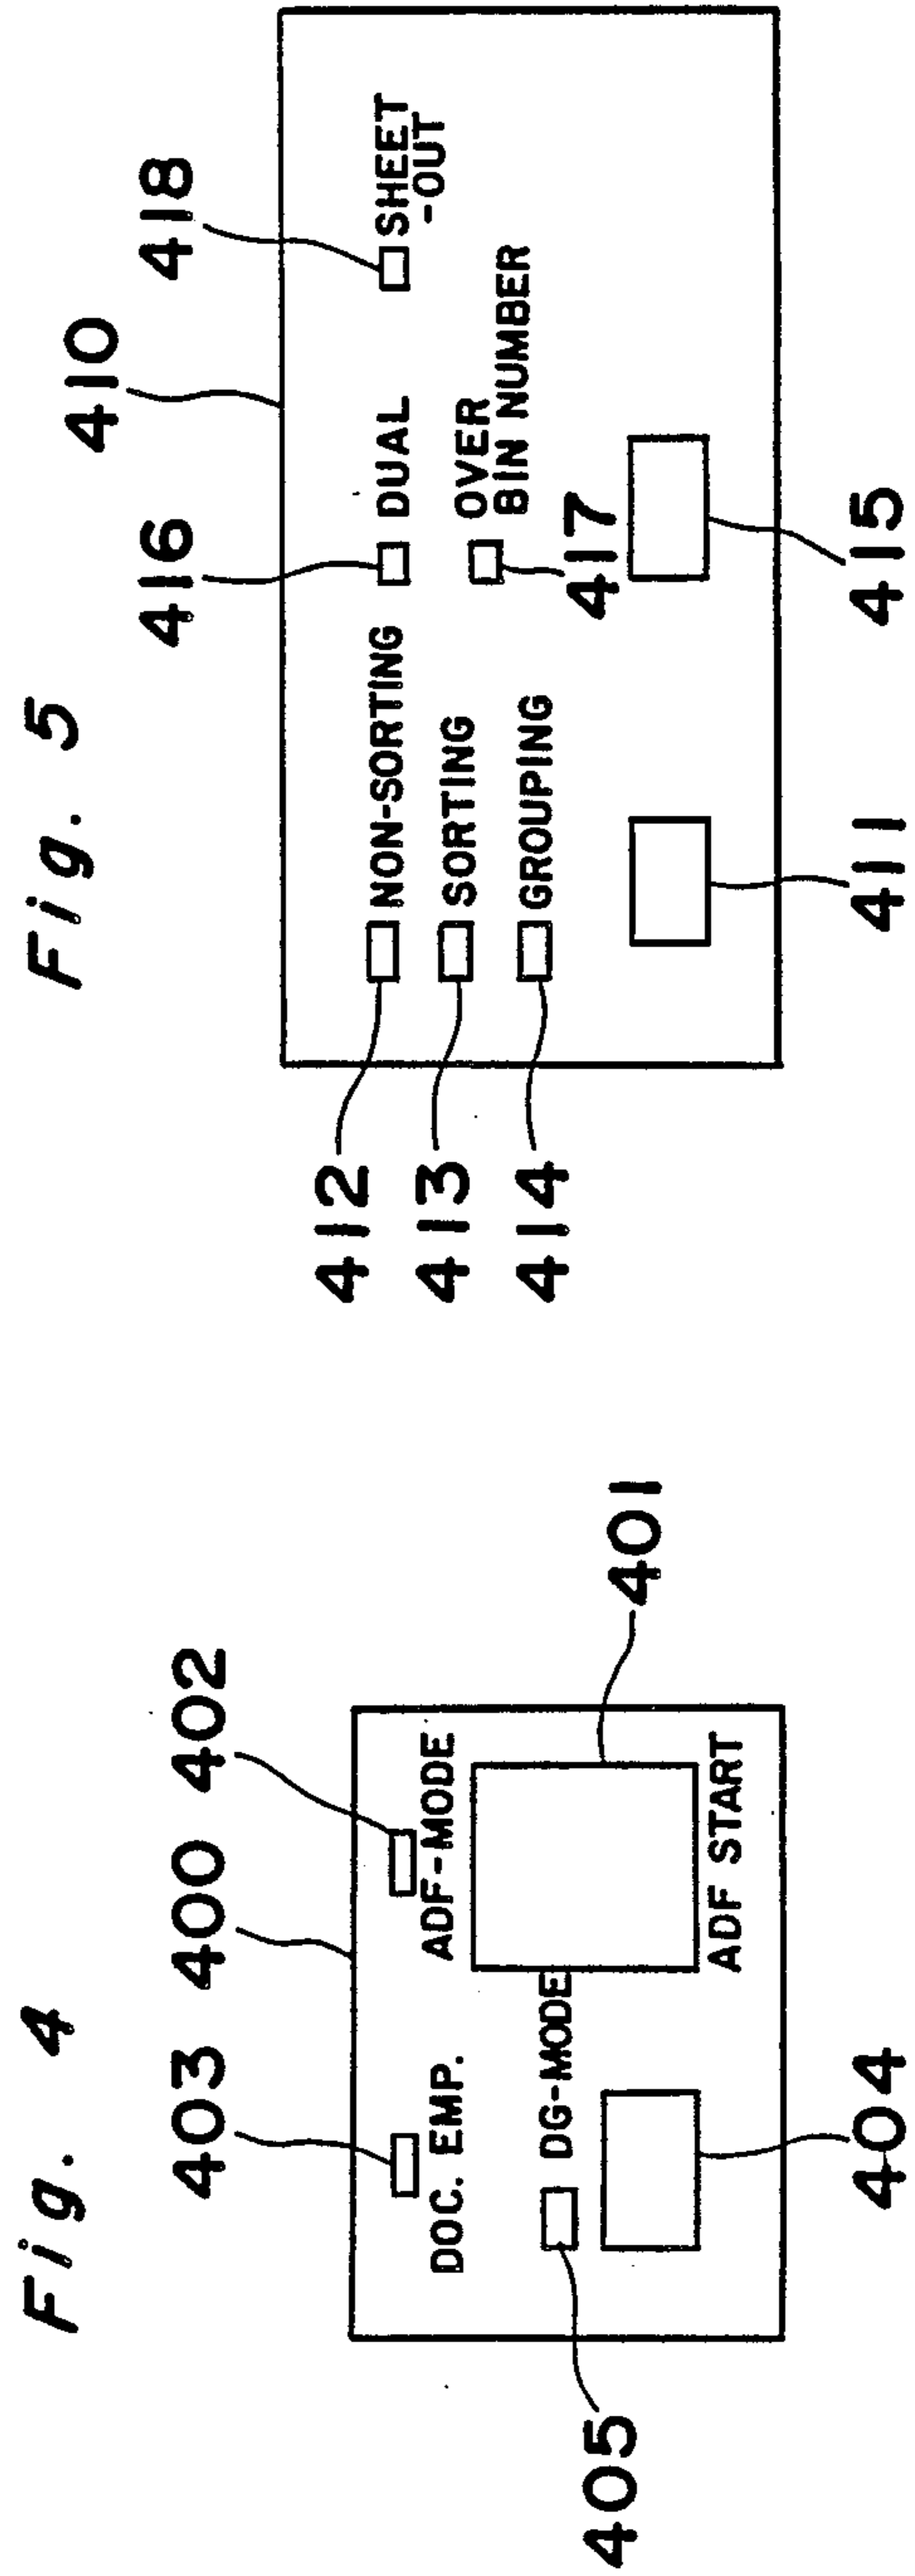 Fig. 4
403 400 402
DOC. EMP.
ADF-MODE
405
DG-MODE
401
ADF START
404
Fig. 5
416 410 418
412
NON-SORTING
DUAL
SHEET
-OUT
413
SORTING
OVER
BIN NUMBER
417
414
GROUPING
411
415